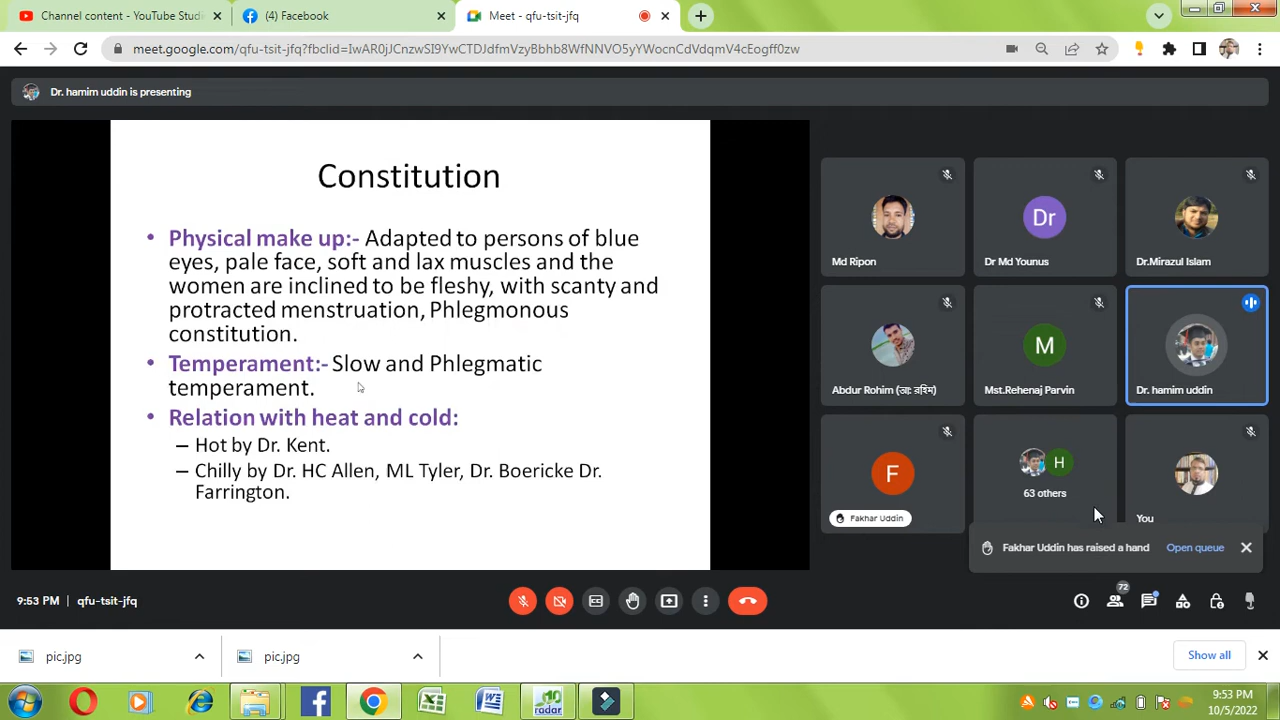 Channel content - YouTube Studi
(4) Facebook
Meet - qfu-tsit-jfq
meet.google.com/qfu-tsit-jfq?fbclid=IwAR0jJCnzwSI9YwCTDJdfmVzyBbhb8WfNNVO5yYWocnCdVdqmV4cEogff0zw
Dr. hamim uddin is presenting
Constitution
• Physical make up:- Adapted to persons of blue
eyes, pale face, soft and lax muscles and the
women are inclined to be fleshy, with scanty and
protracted menstruation, Phlegmonous
constitution.
• Temperament:- Slow and Phlegmatic
temperament.
• Relation with heat and cold:
– Hot by Dr. Kent.
– Chilly by Dr. HC Allen, ML Tyler, Dr. Boericke Dr.
Farrington.
Md Ripon
Dr
Dr Md Younus
Dr.Mirazul Islam
Abdur Rohim (আঃ রহিম)
M
Mst.Rehenaj Parvin
Dr. hamim uddin
F
Fakhar Uddin
H
63 others
You
Fakhar Uddin has raised a hand
Open queue
9:53 PM | qfu-tsit-jfq
72
pic.jpg
pic.jpg
Show all
10
radar
9:53 PM
10/5/2022